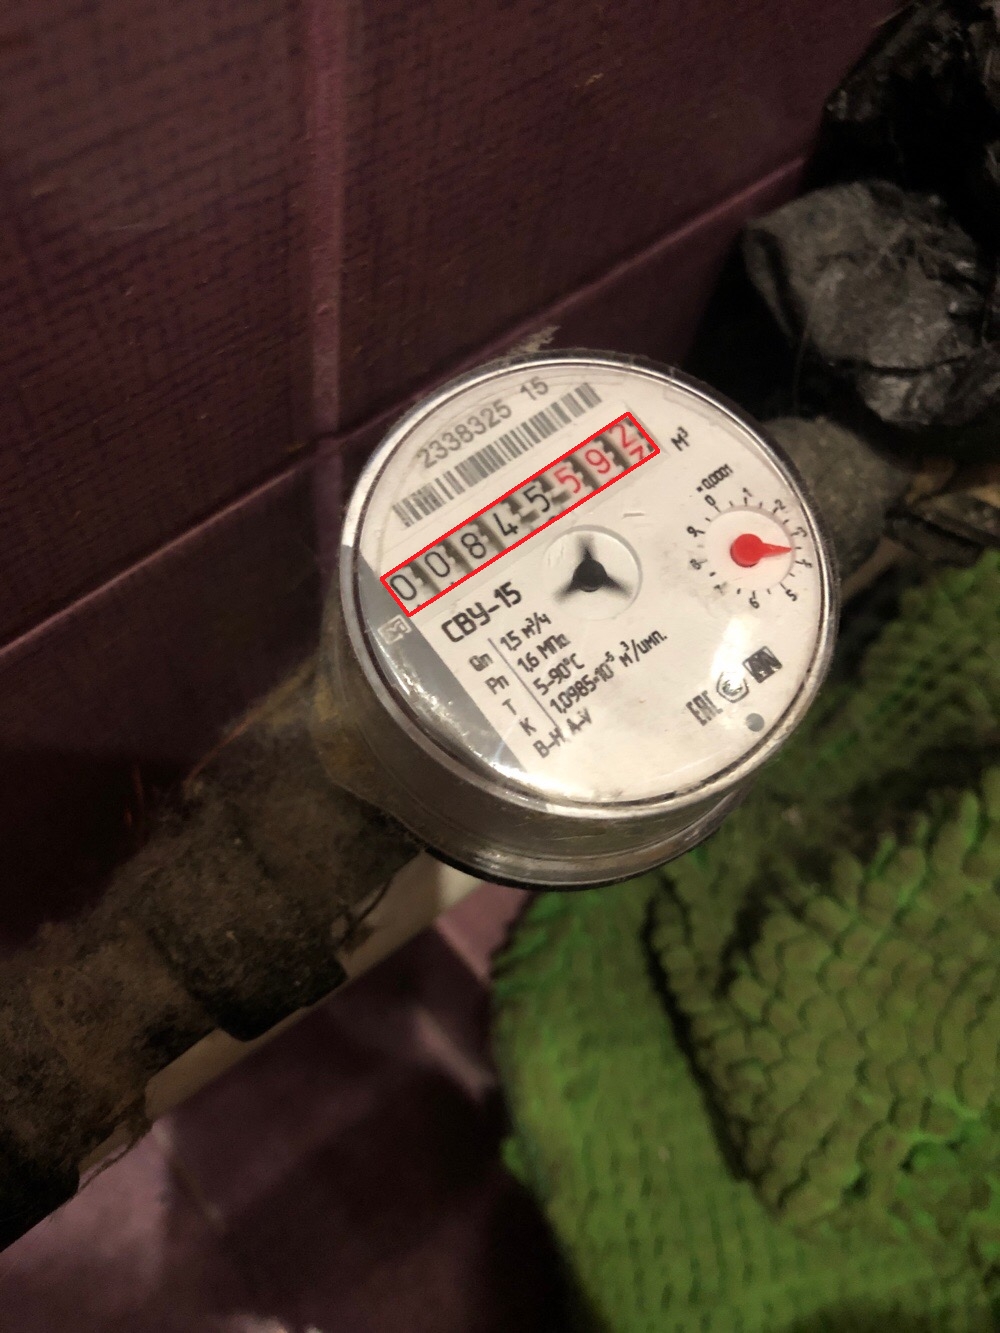 2338325 15
00845592 м³
СВУ-15
Qn 1,5 м³/ч
Pn 1,6 МПа
T 5-90°C
K 1,0985×10⁻⁵ м³/имп.
В-Н А-V
×0,0001
0 1 2 3 4 5 6 7 8 9
ЕАС